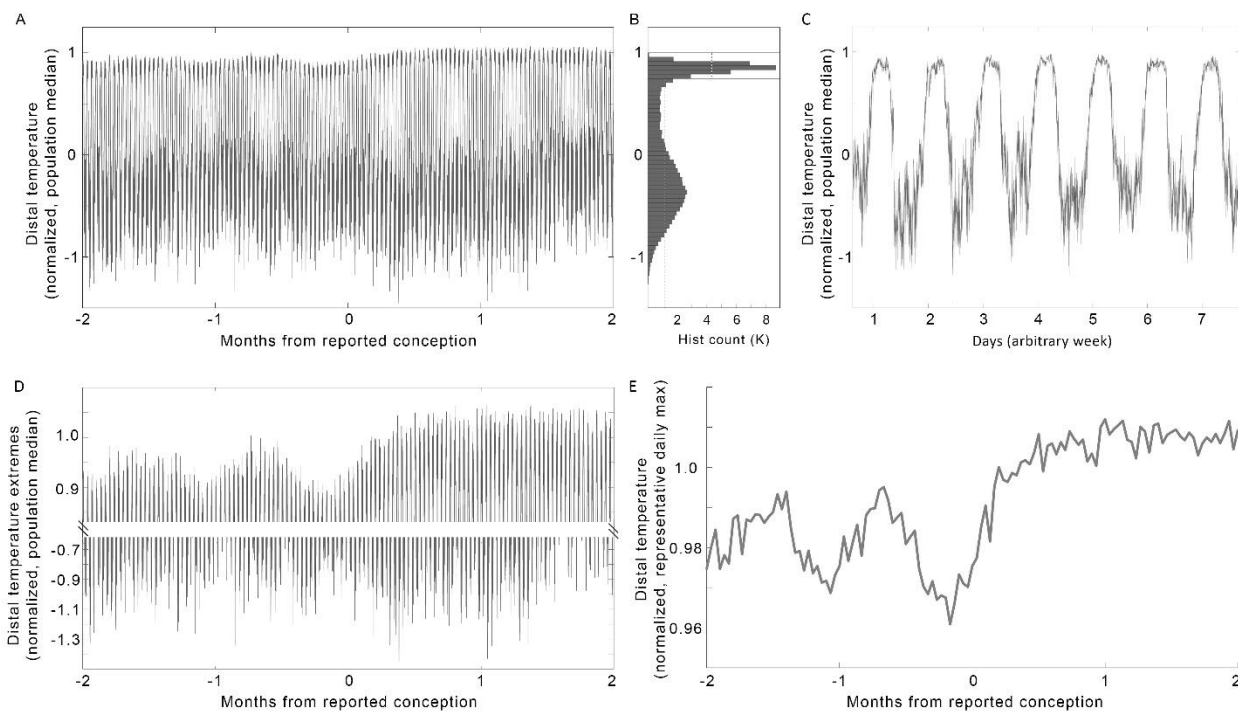 A
Distal temperature
(normalized, population median)
1
0
-1
-2
-1
0
1
2
Months from reported conception
B
1
0
-1
2
4
6
8
Hist count (K)
C
Distal temperature
(normalized, population median)
1
0
-1
1
2
3
4
5
6
7
Days (arbitrary week)
D
Distal temperature extremes
(normalized, population median)
1.0
0.9
-0.7
-0.9
-1.1
-1.3
-2
-1
0
1
2
Months from reported conception
E
Distal temperature
(normalized, representative daily max)
1.0
0.98
0.96
-2
-1
0
1
2
Months from reported conception